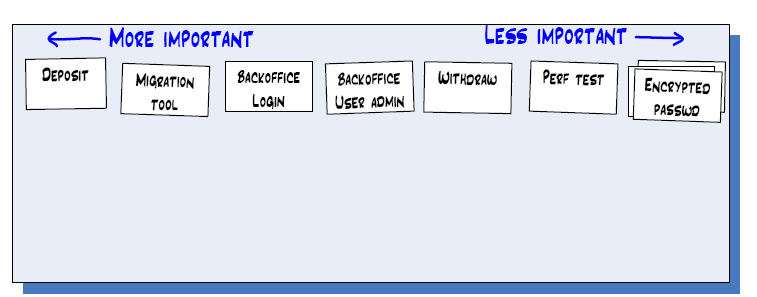 More important
Less important
Deposit
Migration
tool
Backoffice
Login
Backoffice
User admin
Withdraw
Perf test
Encrypted
passwd